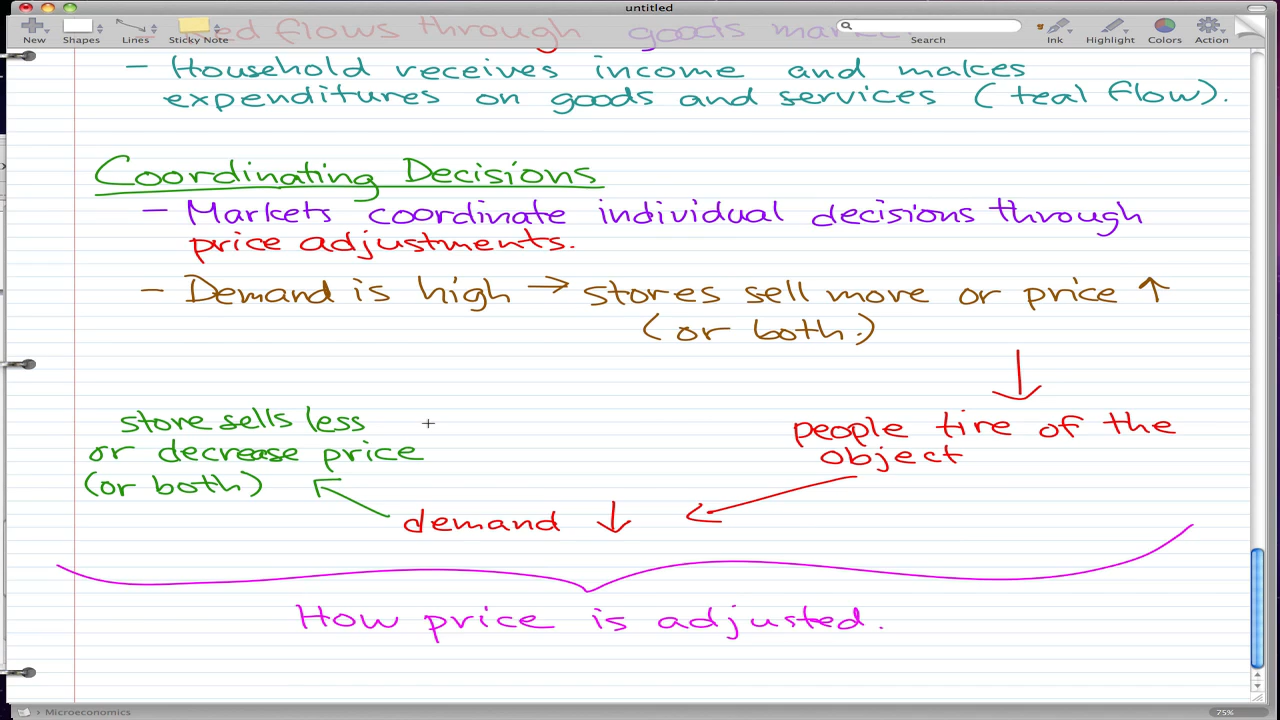 untitled
New Shapes Lines Sticky Note Search Ink Highlight Colors Action
flows through goods
- Household receives income and makes
expenditures on goods and services (teal flow).
Coordinating Decisions
- Markets coordinate individual decisions through
price adjustments.
- Demand is high → stores sell more or price ↑
(or both.)
↓
people tire of the
object
store sells less
or decrease price
(or both)
demand ↓
How price is adjusted.
Microeconomics
75%